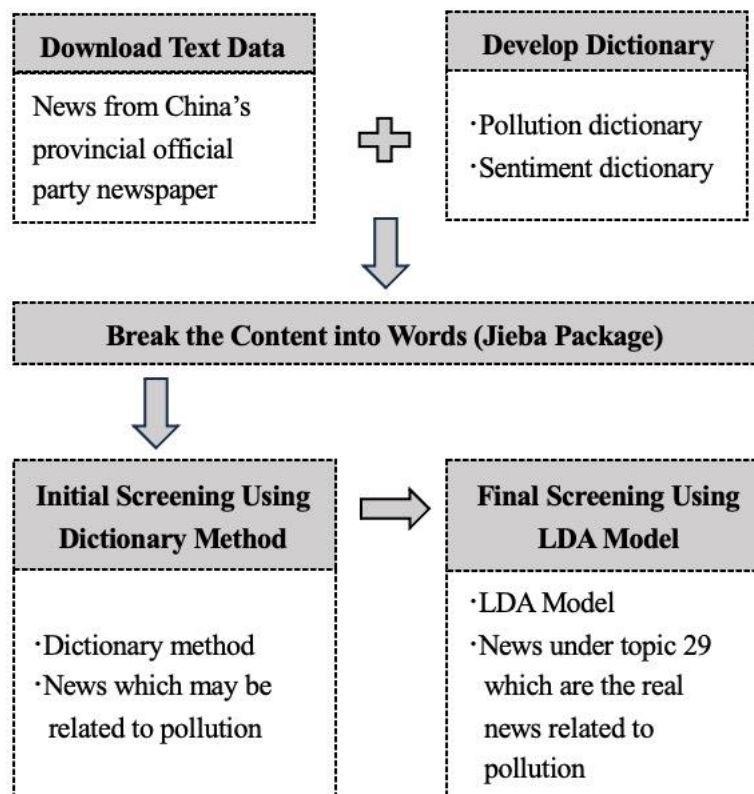 Download Text Data
News from China's
provincial official
party newspaper
Develop Dictionary
·Pollution dictionary
·Sentiment dictionary
Break the Content into Words (Jieba Package)
Initial Screening Using
Dictionary Method
·Dictionary method
·News which may be
related to pollution
Final Screening Using
LDA Model
·LDA Model
·News under topic 29
which are the real
news related to
pollution